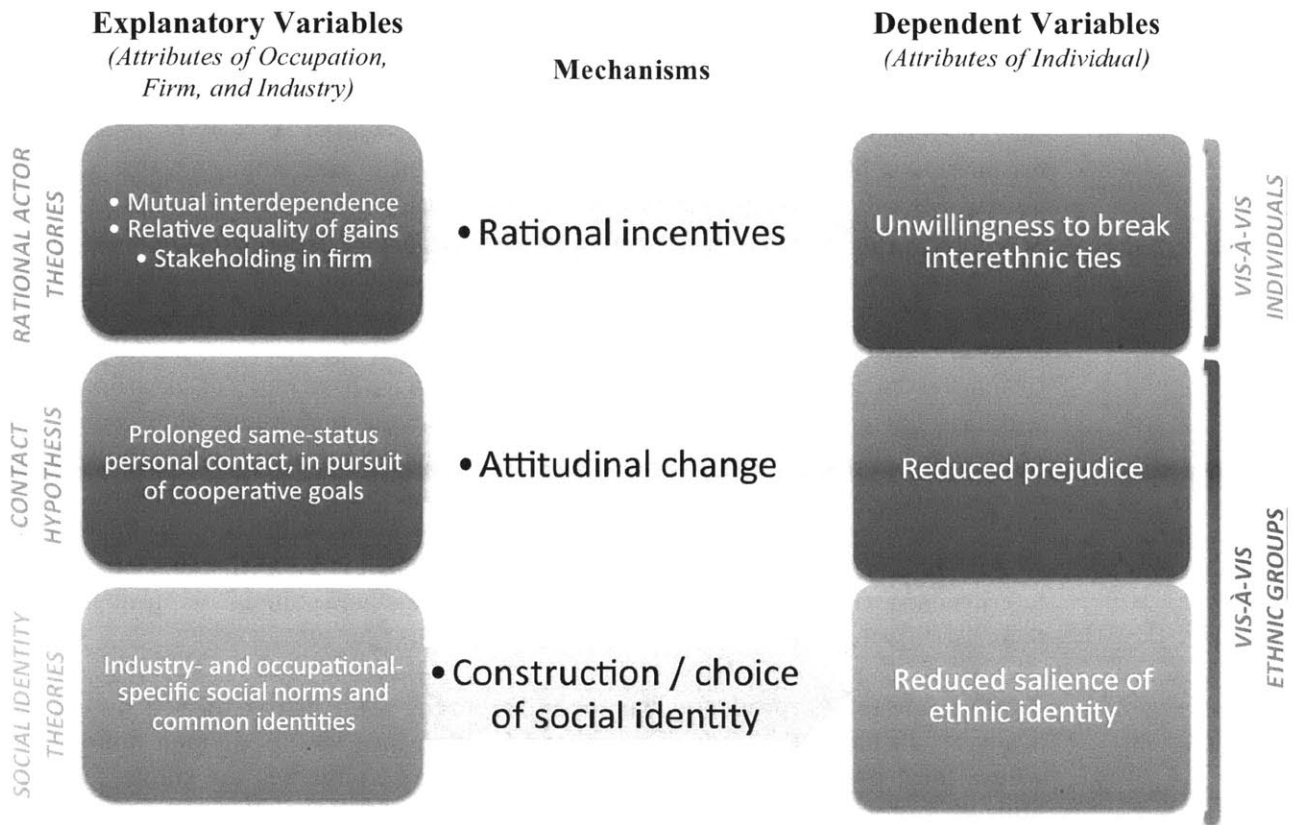 Explanatory Variables
(Attributes of Occupation,
Firm, and Industry)
Mechanisms
Dependent Variables
(Attributes of Individual)
RATIONAL ACTOR
THEORIES
• Mutual interdependence
• Relative equality of gains
• Stakeholding in firm
• Rational incentives
Unwillingness to break
interethnic ties
VIS-À-VIS
INDIVIDUALS
CONTACT
HYPOTHESIS
Prolonged same-status
personal contact, in pursuit
of cooperative goals
• Attitudinal change
Reduced prejudice
VIS-À-VIS
ETHNIC GROUPS
SOCIAL IDENTITY
THEORIES
Industry- and occupational-
specific social norms and
common identities
• Construction / choice
of social identity
Reduced salience of
ethnic identity